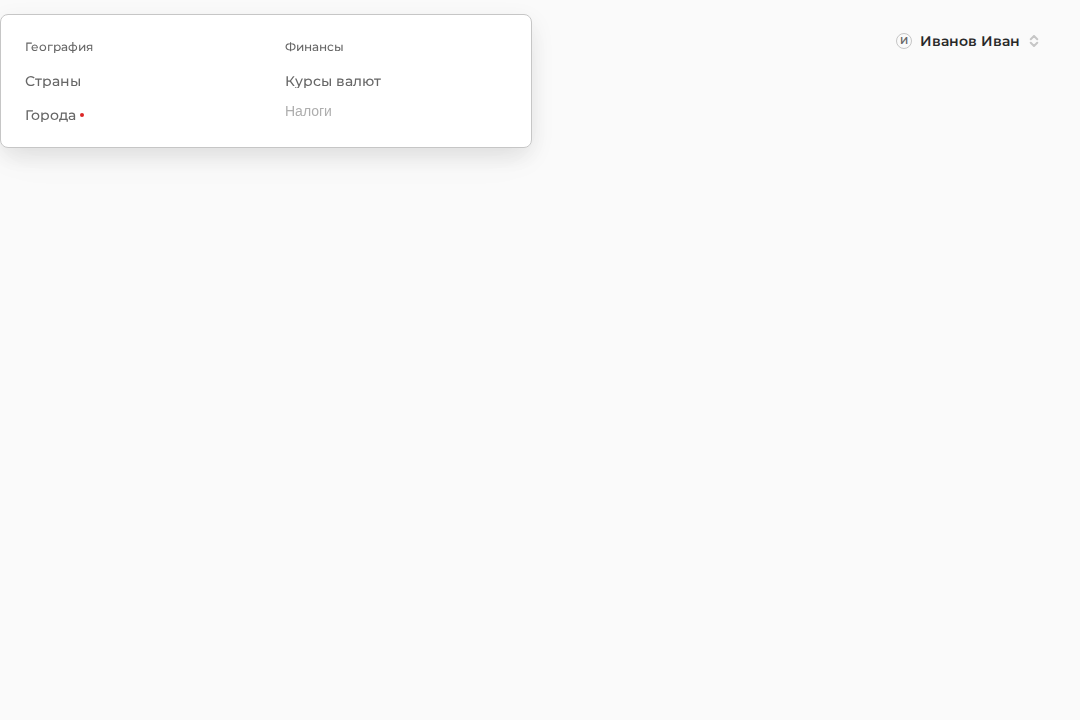 География
Страны
Города
Финансы
Курсы валют
Налоги
И Иванов Иван